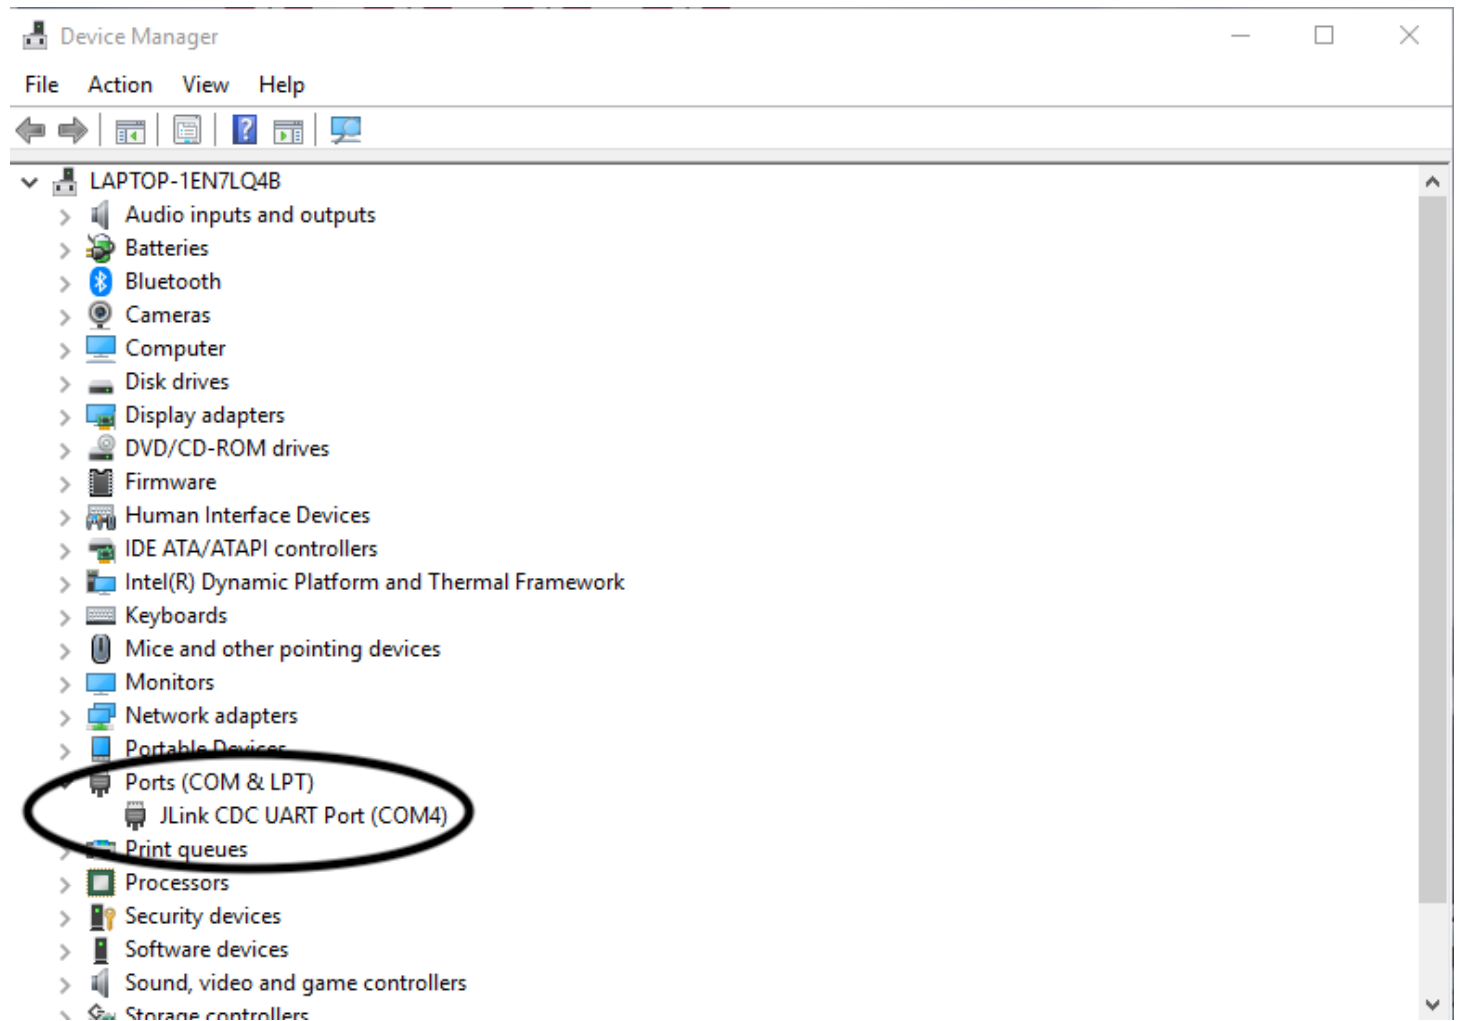 Device Manager
File Action View Help
LAPTOP-1EN7LQ4B
Audio inputs and outputs
Batteries
Bluetooth
Cameras
Computer
Disk drives
Display adapters
DVD/CD-ROM drives
Firmware
Human Interface Devices
IDE ATA/ATAPI controllers
Intel(R) Dynamic Platform and Thermal Framework
Keyboards
Mice and other pointing devices
Monitors
Network adapters
Portable Devices
Ports (COM & LPT)
JLink CDC UART Port (COM4)
Print queues
Processors
Security devices
Software devices
Sound, video and game controllers
Storage controllers